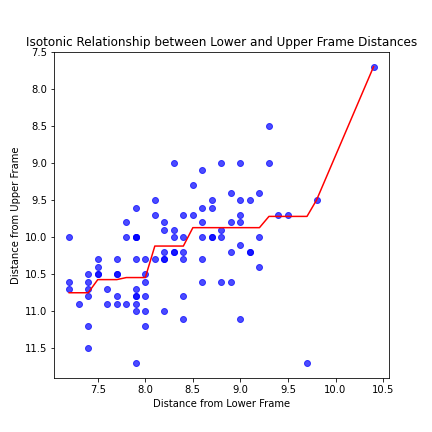 Isotonic Relationship between Lower and Upper Frame Distances
7.5
8.0
8.5
9.0
9.5
10.0
10.5
11.0
11.5
Distance from Upper Frame
7.5 8.0 8.5 9.0 9.5 10.0 10.5
Distance from Lower Frame